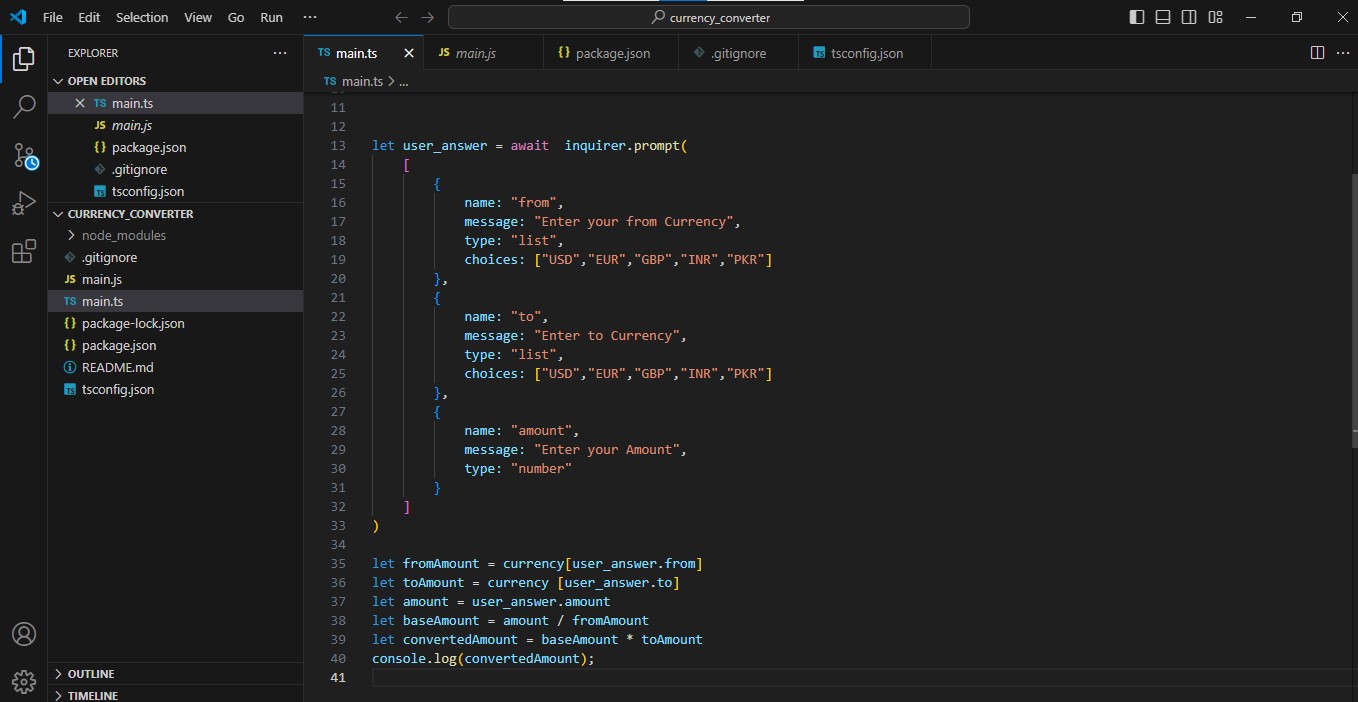 File Edit Selection View Go Run ···
currency_converter
EXPLORER ···
OPEN EDITORS
TS main.ts
JS main.js
{} package.json
.gitignore
TS tsconfig.json
CURRENCY_CONVERTER
node_modules
.gitignore
JS main.js
TS main.ts
{} package-lock.json
{} package.json
README.md
TS tsconfig.json
OUTLINE
TIMELINE
TS main.ts JS main.js {} package.json .gitignore TS tsconfig.json ···
TS main.ts > ...
11
12
13 let user_answer = await  inquirer.prompt(
14     [
15         {
16             name: "from",
17             message: "Enter your from Currency",
18             type: "list",
19             choices: ["USD","EUR","GBP","INR","PKR"]
20         },
21         {
22             name: "to",
23             message: "Enter to Currency",
24             type: "list",
25             choices: ["USD","EUR","GBP","INR","PKR"]
26         },
27         {
28             name: "amount",
29             message: "Enter your Amount",
30             type: "number"
31         }
32     ]
33 )
34
35 let fromAmount = currency[user_answer.from]
36 let toAmount = currency [user_answer.to]
37 let amount = user_answer.amount
38 let baseAmount = amount / fromAmount
39 let convertedAmount = baseAmount * toAmount
40 console.log(convertedAmount);
41